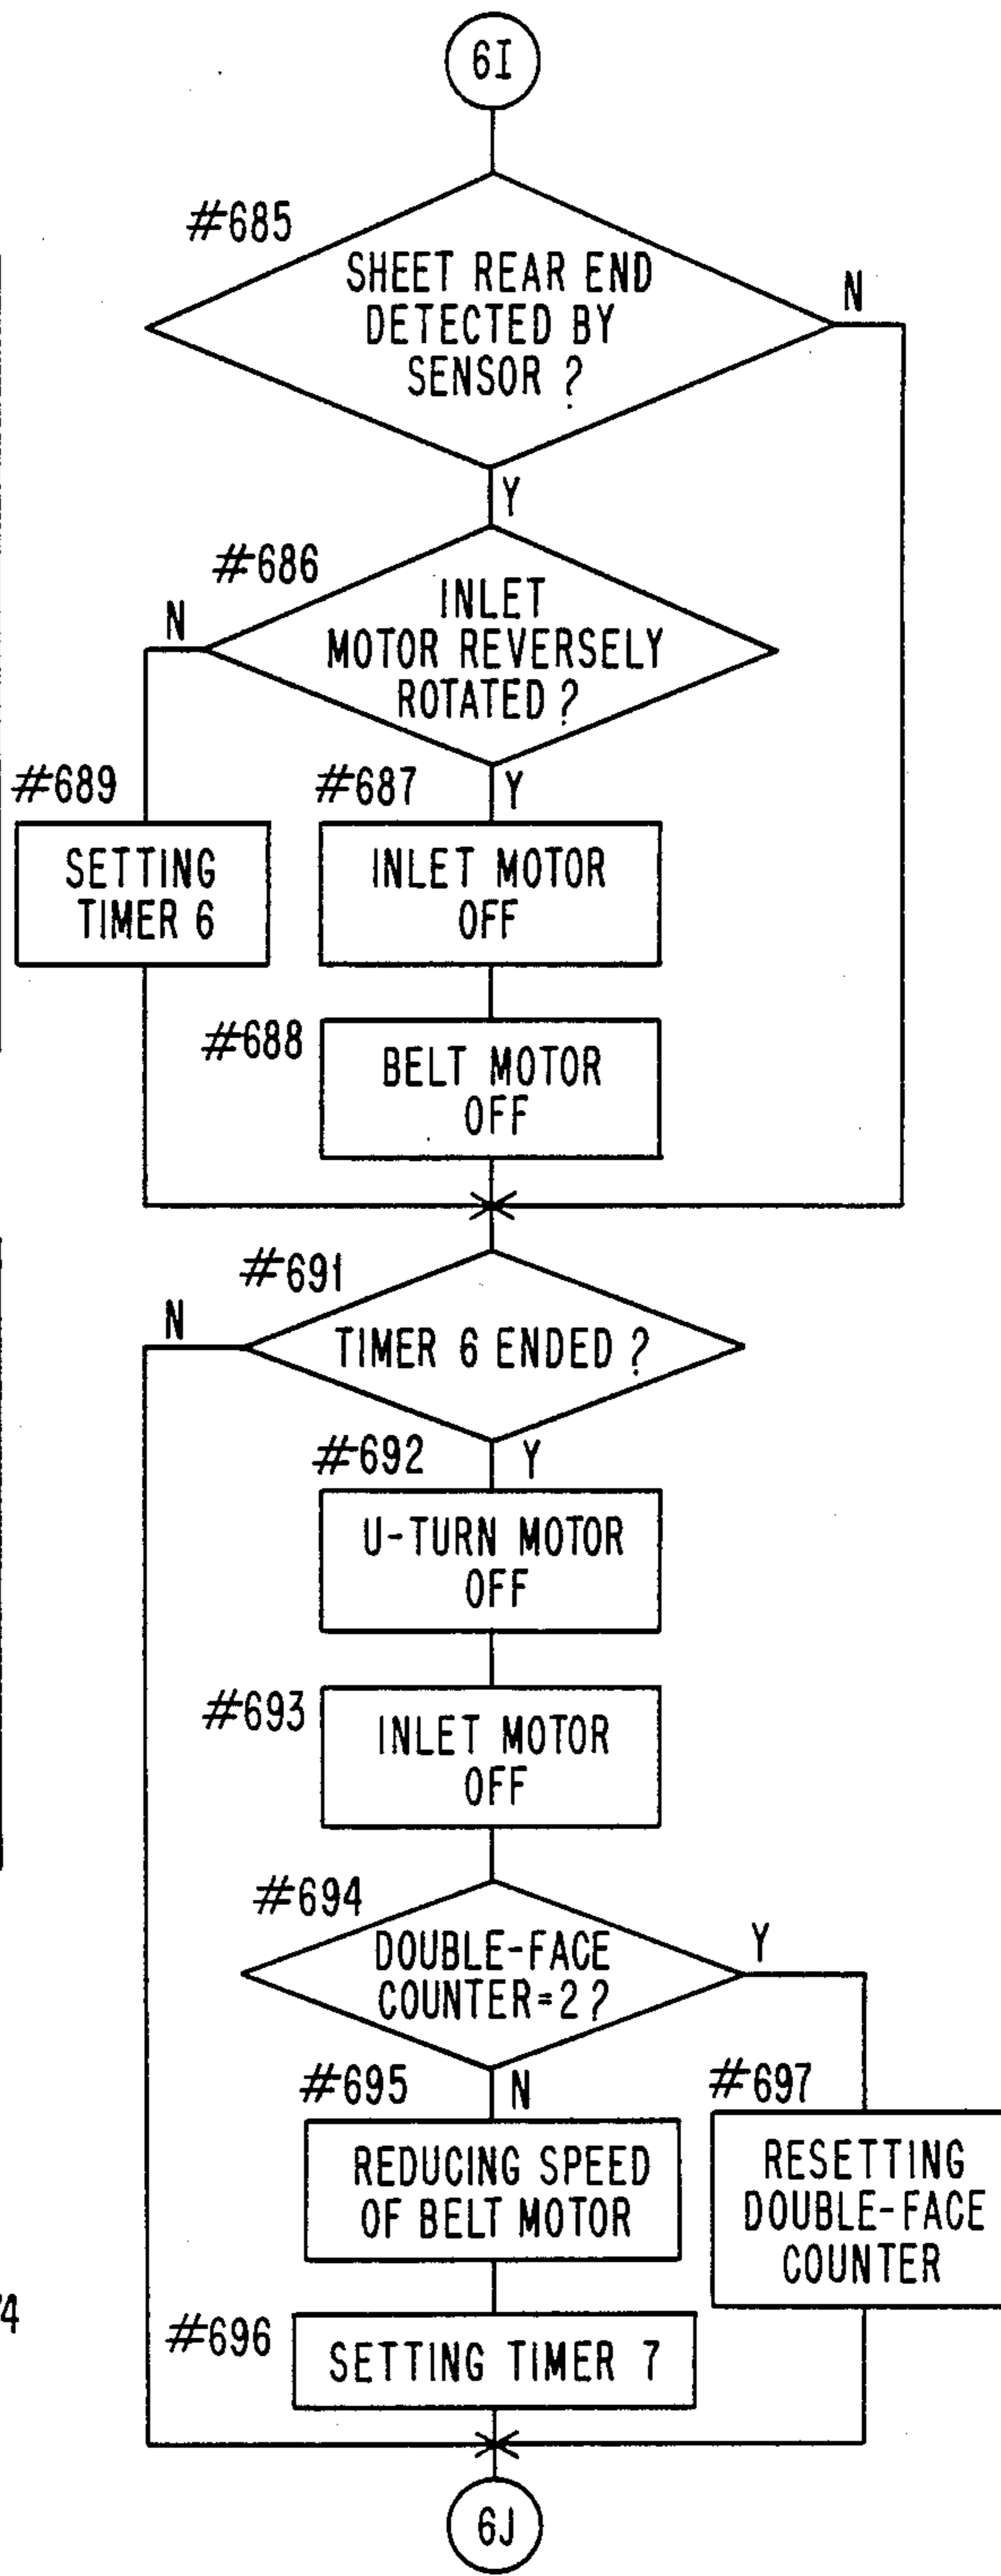 6I
#685
SHEET REAR END
DETECTED BY
SENSOR ?
N
Y
#686
INLET
MOTOR REVERSELY
ROTATED ?
N
Y
#689
SETTING
TIMER 6
#687
INLET MOTOR
OFF
#688
BELT MOTOR
OFF
#691
TIMER 6 ENDED ?
N
Y
#692
U-TURN MOTOR
OFF
#693
INLET MOTOR
OFF
#694
DOUBLE-FACE
COUNTER=2 ?
Y
N
#695
REDUCING SPEED
OF BELT MOTOR
#697
RESETTING
DOUBLE-FACE
COUNTER
#696
SETTING TIMER 7
6J